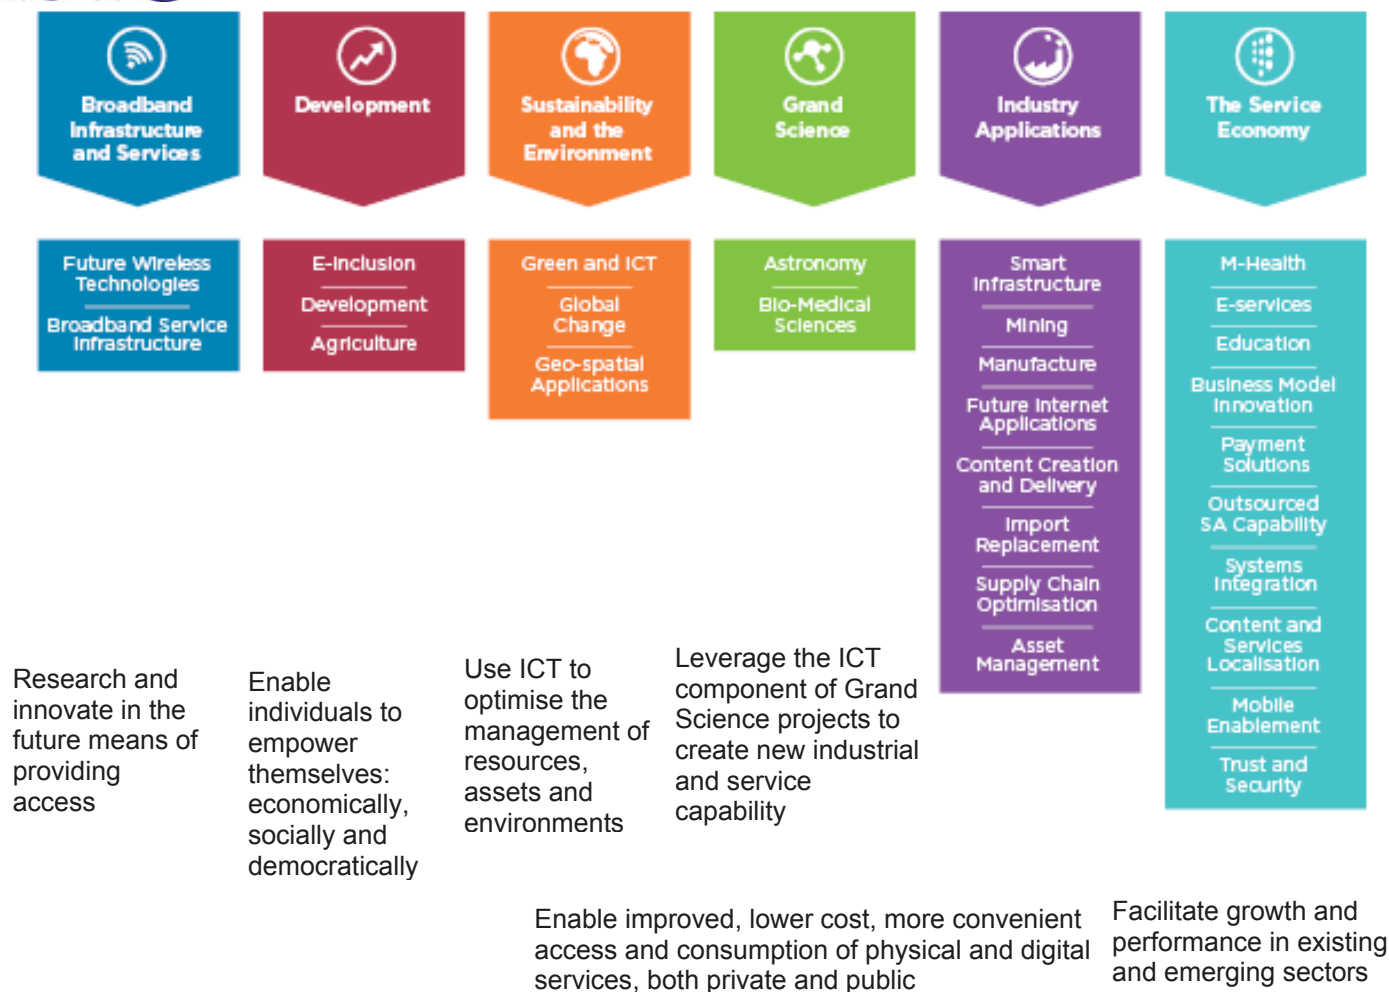 Broadband
Infrastructure
and Services
Development
Sustainability
and the
Environment
Grand
Science
Industry
Applications
The Service
Economy
Future Wireless
Technologies
Broadband Service
Infrastructure
E-Inclusion
Development
Agriculture
Green and ICT
Global
Change
Geo-spatial
Applications
Astronomy
Bio-Medical
Sciences
Smart
Infrastructure
Mining
Manufacture
Future Internet
Applications
Content Creation
and Delivery
Import
Replacement
Supply Chain
Optimisation
Asset
Management
M-Health
E-services
Education
Business Model
Innovation
Payment
Solutions
Outsourced
SA Capability
Systems
Integration
Content and
Services
Localisation
Mobile
Enablement
Trust and
Security
Research and
innovate in the
future means of
providing
access
Enable
individuals to
empower
themselves:
economically,
socially and
democratically
Use ICT to
optimise the
management of
resources,
assets and
environments
Leverage the ICT
component of Grand
Science projects to
create new industrial
and service
capability
Enable improved, lower cost, more convenient
access and consumption of physical and digital
services, both private and public
Facilitate growth and
performance in existing
and emerging sectors